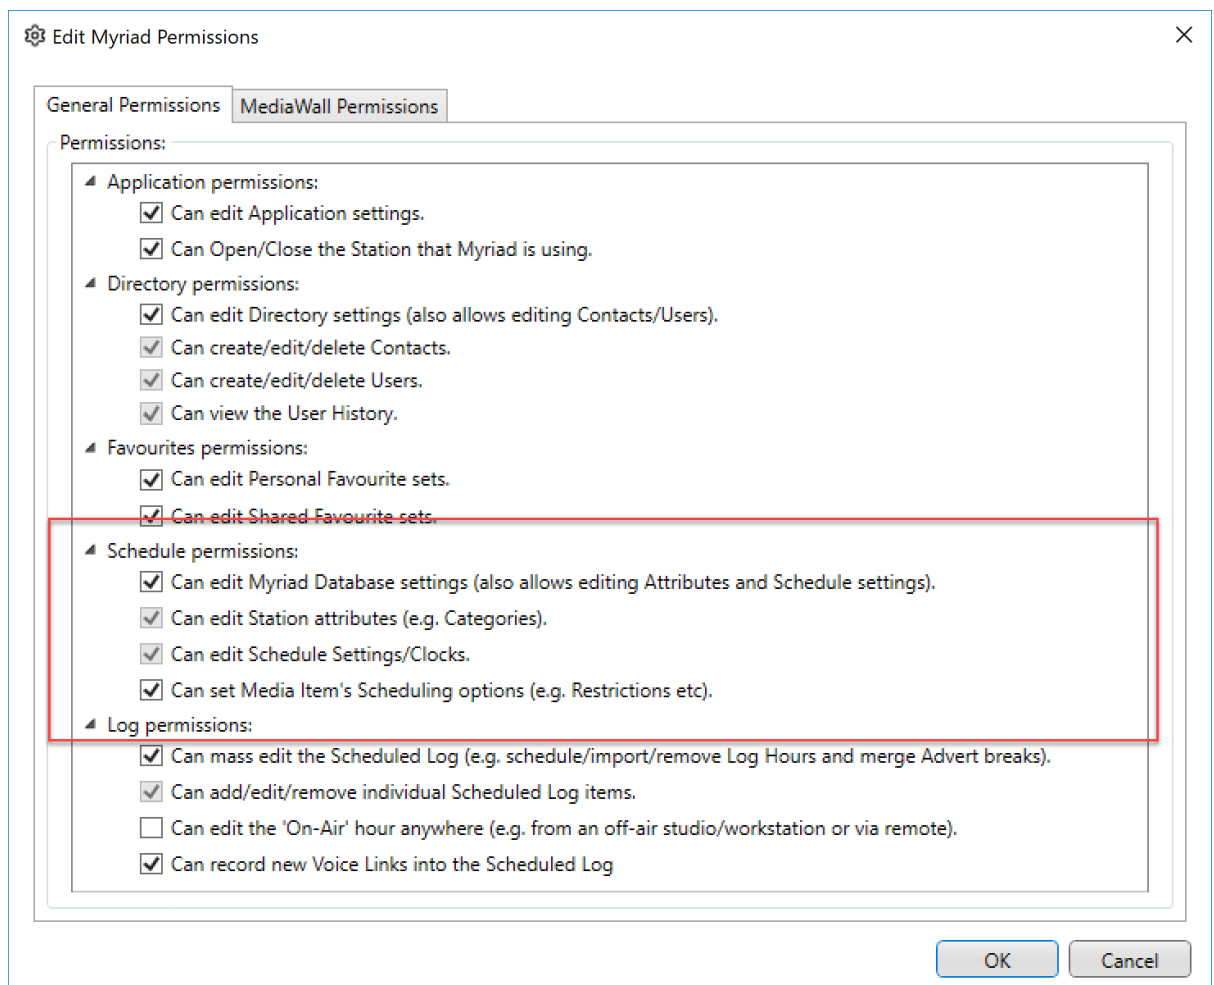 Edit Myriad Permissions
General Permissions
MediaWall Permissions
Permissions:
Application permissions:
Can edit Application settings.
Can Open/Close the Station that Myriad is using.
Directory permissions:
Can edit Directory settings (also allows editing Contacts/Users).
Can create/edit/delete Contacts.
Can create/edit/delete Users.
Can view the User History.
Favourites permissions:
Can edit Personal Favourite sets.
Can edit Shared Favourite sets.
Schedule permissions:
Can edit Myriad Database settings (also allows editing Attributes and Schedule settings).
Can edit Station attributes (e.g. Categories).
Can edit Schedule Settings/Clocks.
Can set Media Item's Scheduling options (e.g. Restrictions etc).
Log permissions:
Can mass edit the Scheduled Log (e.g. schedule/import/remove Log Hours and merge Advert breaks).
Can add/edit/remove individual Scheduled Log items.
Can edit the 'On-Air' hour anywhere (e.g. from an off-air studio/workstation or via remote).
Can record new Voice Links into the Scheduled Log
OK
Cancel